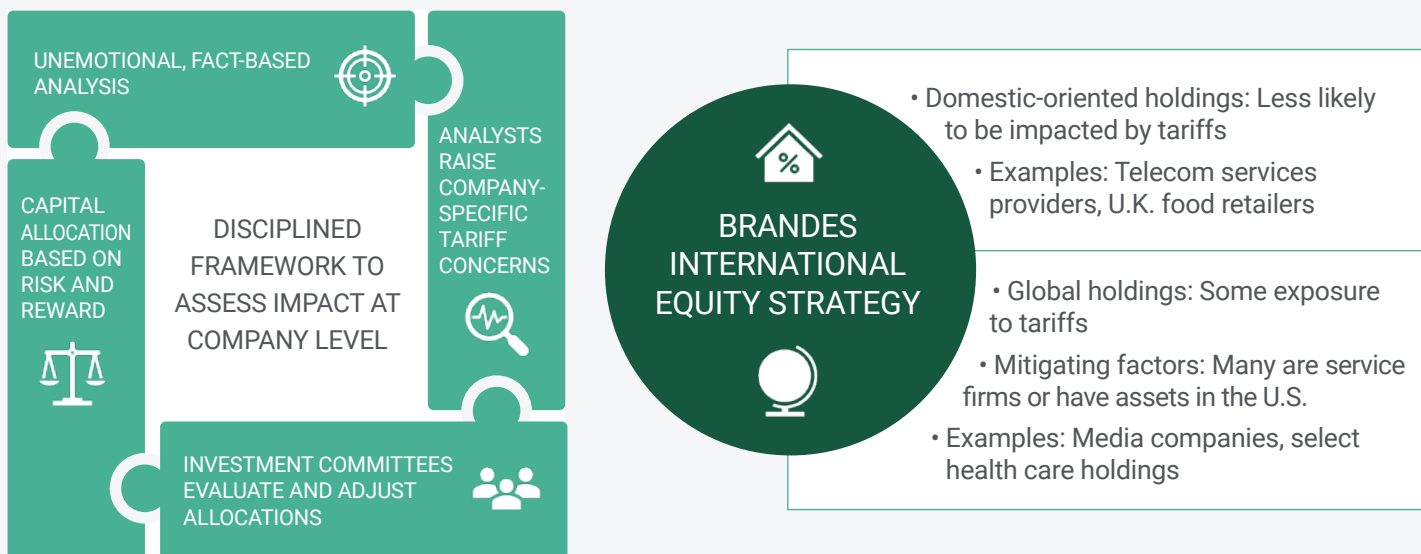 UNEMOTIONAL, FACT-BASED
ANALYSIS
ANALYSTS
RAISE
COMPANY-
SPECIFIC
TARIFF
CONCERNS
INVESTMENT COMMITTEES
EVALUATE AND ADJUST
ALLOCATIONS
CAPITAL
ALLOCATION
BASED ON
RISK AND
REWARD
DISCIPLINED
FRAMEWORK TO
ASSESS IMPACT AT
COMPANY LEVEL
%
BRANDES
INTERNATIONAL
EQUITY STRATEGY
• Domestic-oriented holdings: Less likely
to be impacted by tariffs
• Examples: Telecom services
providers, U.K. food retailers
• Global holdings: Some exposure
to tariffs
• Mitigating factors: Many are service
firms or have assets in the U.S.
• Examples: Media companies, select
health care holdings